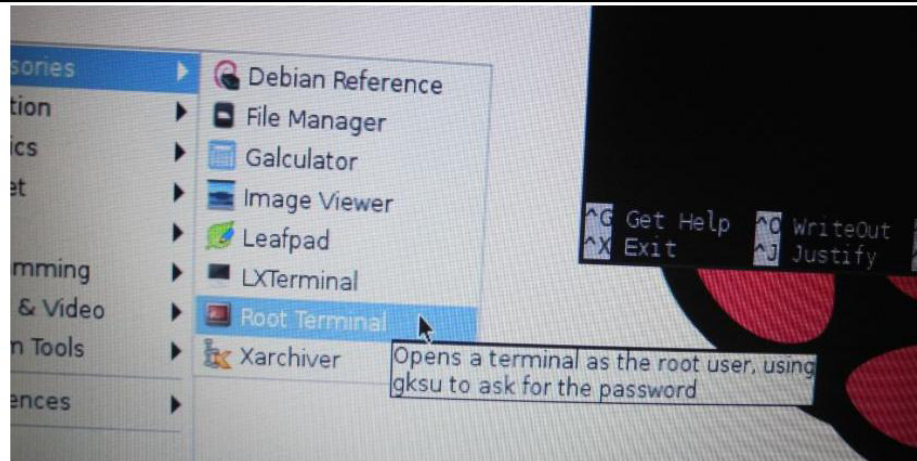 sories
Debian Reference
tion
File Manager
ics
Galculator
et
Image Viewer
Leafpad
mming
LXTerminal
& Video
Root Terminal
n Tools
Xarchiver
ences
Opens a terminal as the root user, using
gksu to ask for the password
^G Get Help ^O WriteOut
^X Exit ^J Justify